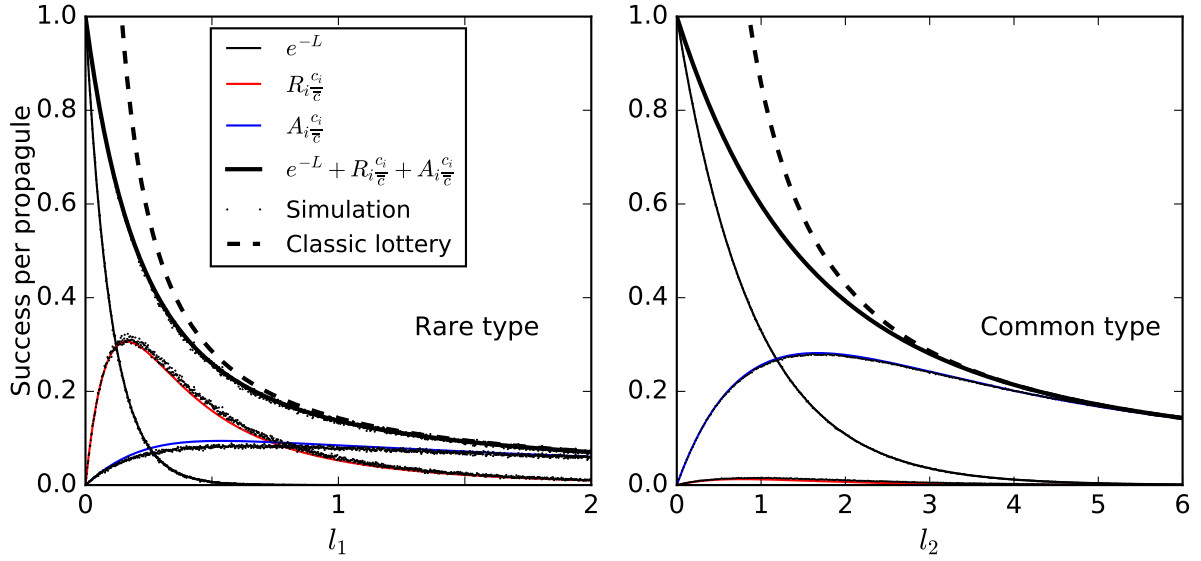 Success per propagule
1.0
0.8
0.6
0.4
0.2
0.0
0
1
2
l₁
e^{-L}
R_i c_i/c̄
A_i c_i/c̄
e^{-L} + R_i c_i/c̄ + A_i c_i/c̄
Simulation
Classic lottery
Rare type
1.0
0.8
0.6
0.4
0.2
0.0
0
1
2
3
4
5
6
l₂
Common type